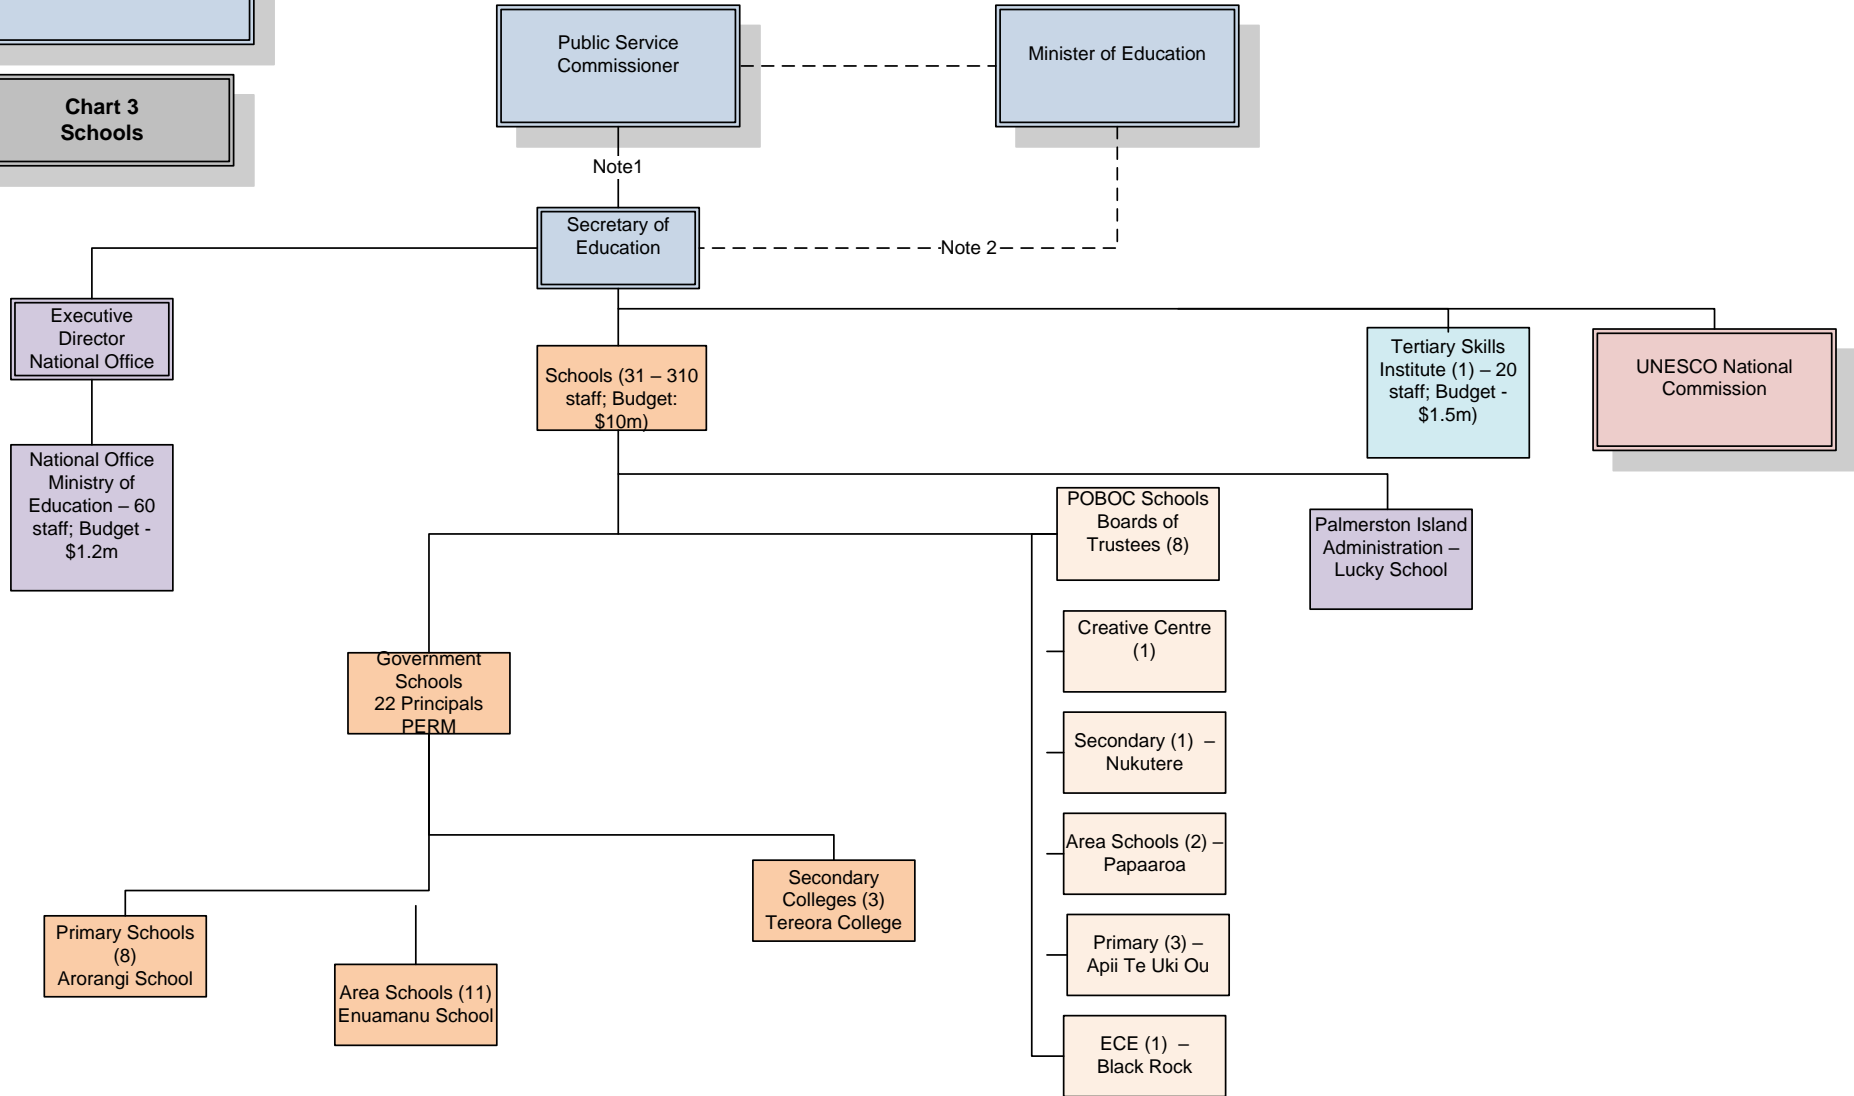 Public Service
Commissioner
Minister of Education
Chart 3
Schools
Note1
Secretary of
Education
Note 2
Executive
Director
National Office
Schools (31 – 310
staff; Budget:
$10m)
Tertiary Skills
Institute (1) – 20
staff; Budget -
$1.5m)
UNESCO National
Commission
National Office
Ministry of
Education – 60
staff; Budget -
$1.2m
POBOC Schools
Boards of
Trustees (8)
Palmerston Island
Administration –
Lucky School
Creative Centre
(1)
Government
Schools
22 Principals
PERM
Secondary (1) –
Nukutere
Area Schools (2) –
Papaaroa
Secondary
Colleges (3)
Tereora College
Primary Schools
(8)
Arorangi School
Area Schools (11)
Enuamanu School
Primary (3) –
Apii Te Uki Ou
ECE (1) –
Black Rock